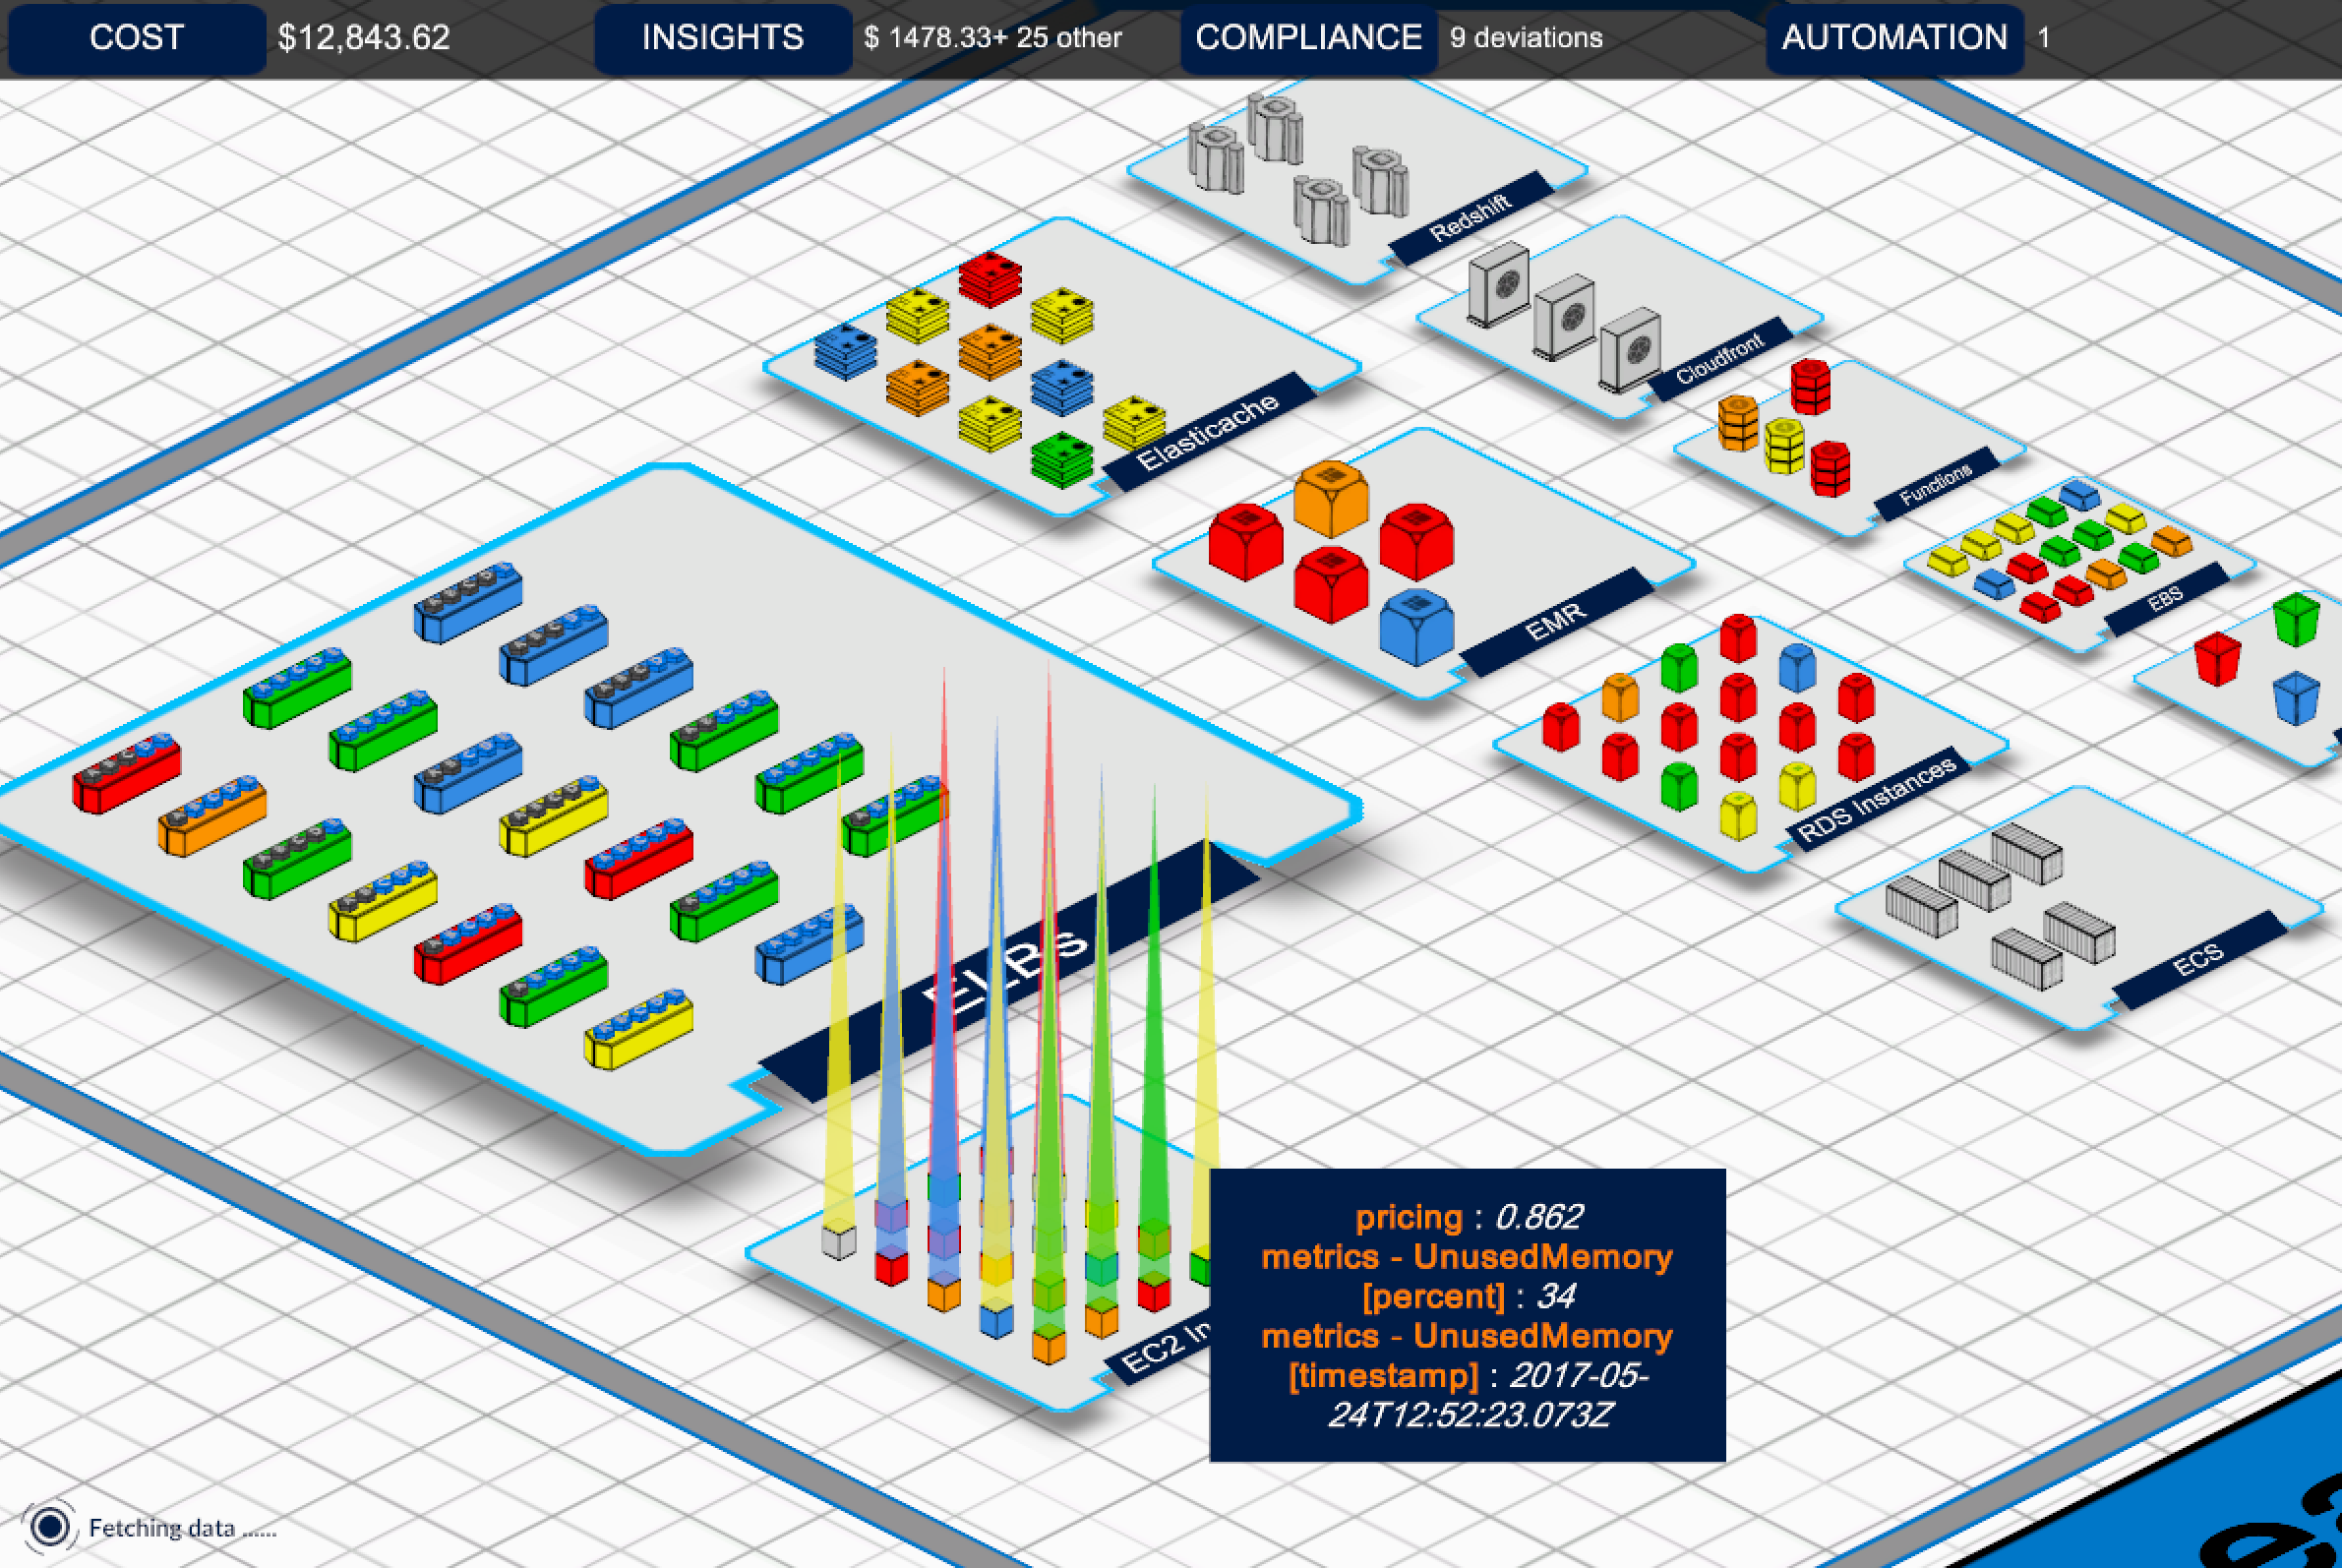 COST $12,843.62 INSIGHTS $ 1478.33+ 25 other COMPLIANCE 9 deviations AUTOMATION 1
Redshift
Cloudfront
Elasticache
Functions
EMR
EBS
RDS Instances
ELBs
ECS
EC2 In
pricing : 0.862
metrics - UnusedMemory
[percent] : 34
metrics - UnusedMemory
[timestamp] : 2017-05-
24T12:52:23.073Z
Fetching data ......